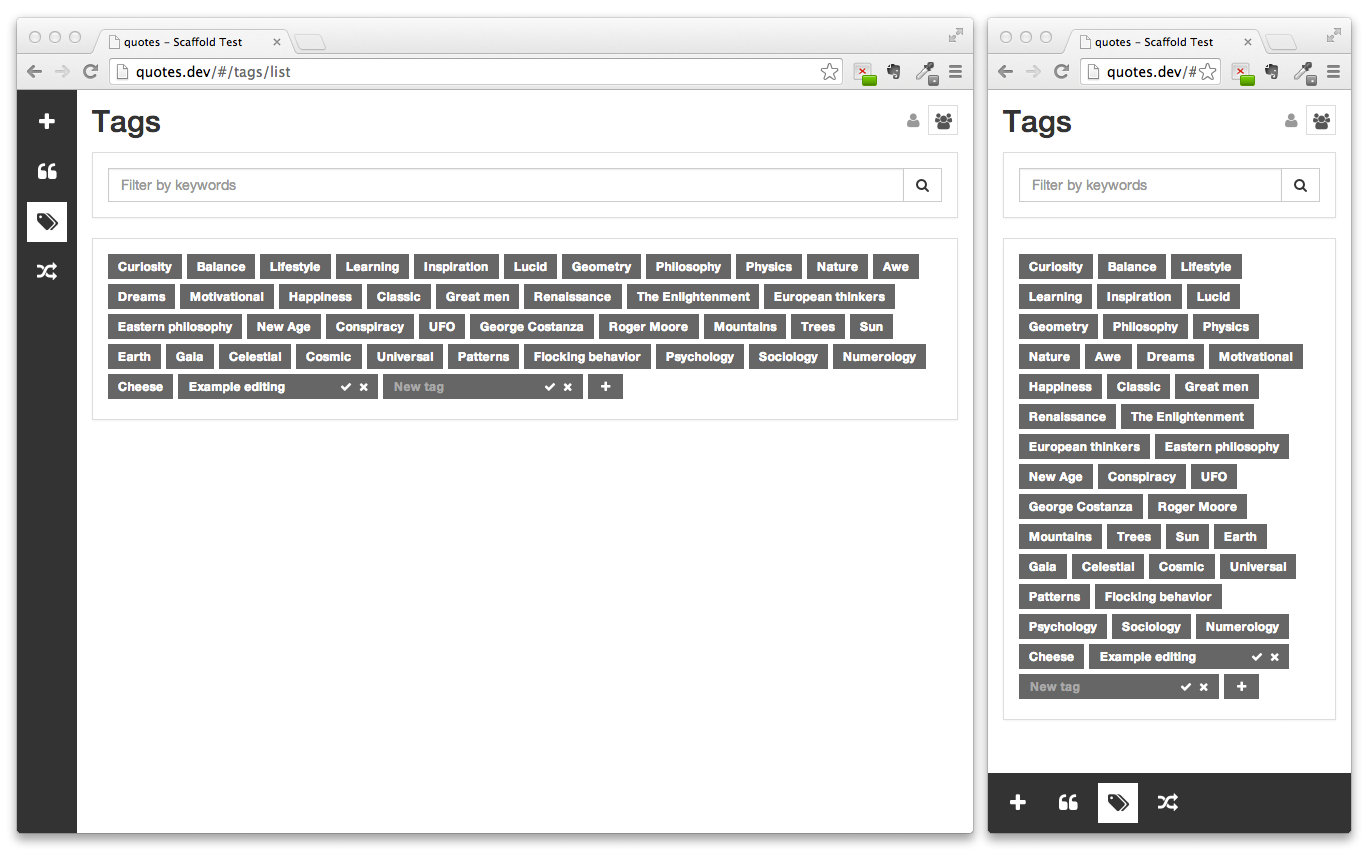 quotes – Scaffold Test
quotes.dev/#/tags/list
Tags
Filter by keywords
Curiosity Balance Lifestyle Learning Inspiration Lucid Geometry Philosophy Physics Nature Awe
Dreams Motivational Happiness Classic Great men Renaissance The Enlightenment European thinkers
Eastern philosophy New Age Conspiracy UFO George Costanza Roger Moore Mountains Trees Sun
Earth Gaia Celestial Cosmic Universal Patterns Flocking behavior Psychology Sociology Numerology
Cheese Example editing New tag
quotes – Scaffold Test
quotes.dev/#
Tags
Filter by keywords
Curiosity Balance Lifestyle
Learning Inspiration Lucid
Geometry Philosophy Physics
Nature Awe Dreams Motivational
Happiness Classic Great men
Renaissance The Enlightenment
European thinkers Eastern philosophy
New Age Conspiracy UFO
George Costanza Roger Moore
Mountains Trees Sun Earth
Gaia Celestial Cosmic Universal
Patterns Flocking behavior
Psychology Sociology Numerology
Cheese Example editing
New tag